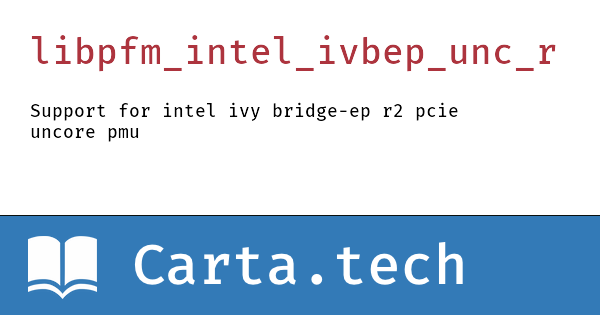 libpfm_intel_ivbep_unc_r
Support for intel ivy bridge-ep r2 pcie
uncore pmu
Carta.tech